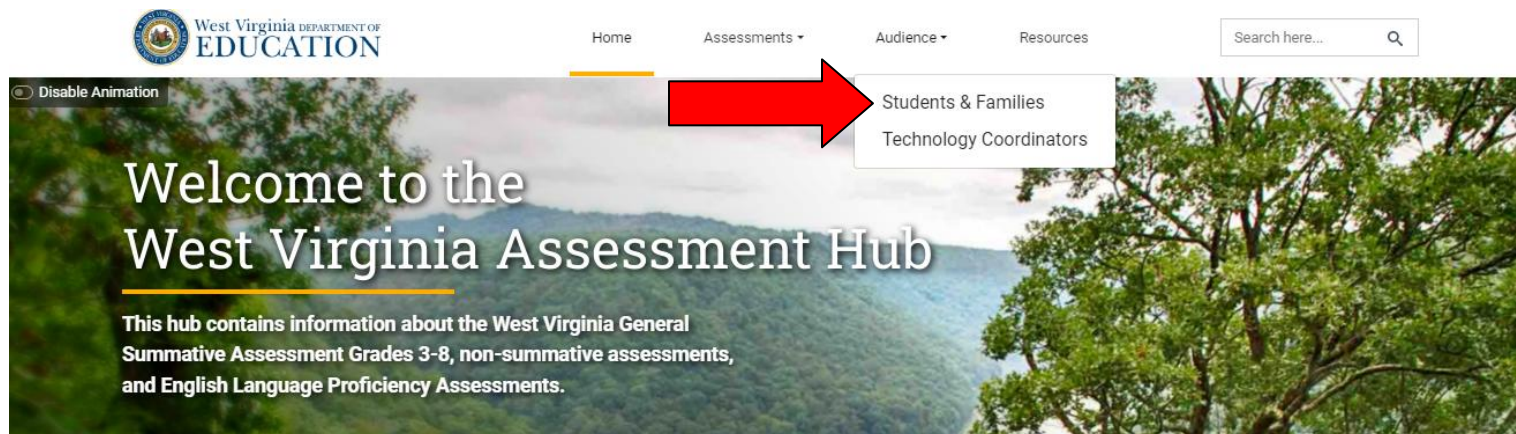 West Virginia DEPARTMENT OF
EDUCATION
Home
Assessments
Audience
Resources
Search here...
Disable Animation
Students & Families
Technology Coordinators
Welcome to the
West Virginia Assessment Hub
This hub contains information about the West Virginia General
Summative Assessment Grades 3-8, non-summative assessments,
and English Language Proficiency Assessments.